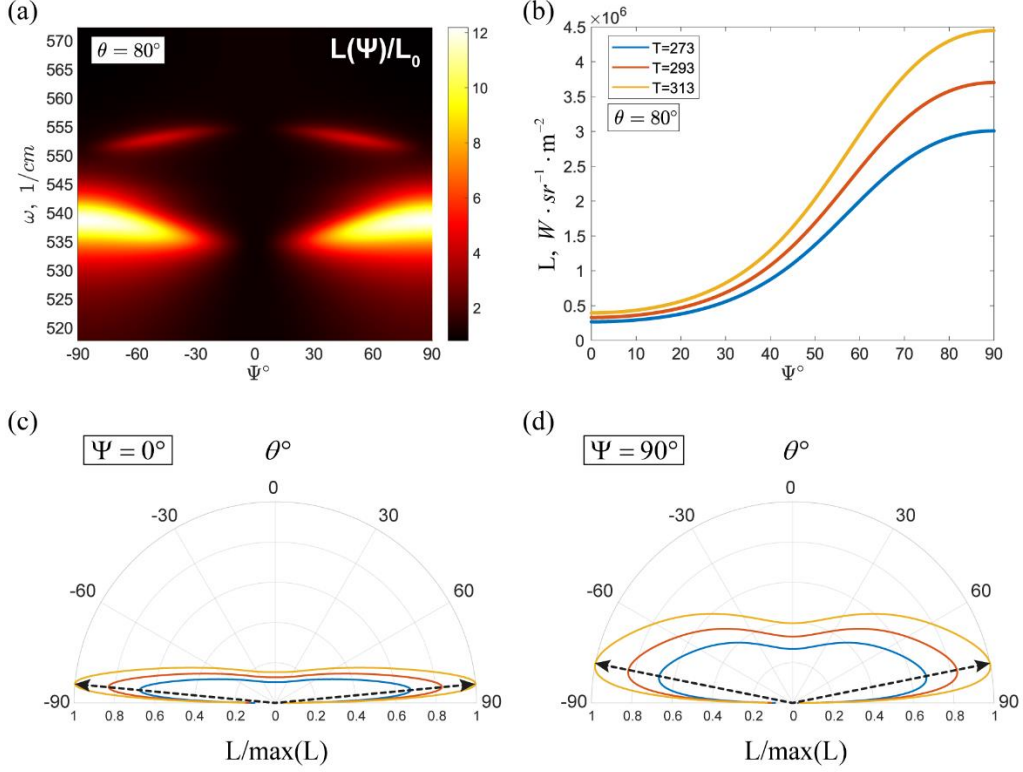 (a)
θ = 80°
L(Ψ)/L₀
ω, 1/cm
570
565
560
555
550
545
540
535
530
525
520
-90 -60 -30 0 30 60 90
Ψ°
12
10
8
6
4
2
(b)
×10⁶
L, W · sr⁻¹ · m⁻²
4.5
4
3.5
3
2.5
2
1.5
1
0.5
0
T=273
T=293
T=313
θ = 80°
0 10 20 30 40 50 60 70 80 90
Ψ°
(c)
Ψ = 0°
θ°
0
-30 30
-60 60
-90 90
1 0.8 0.6 0.4 0.2 0 0.2 0.4 0.6 0.8 1
L/max(L)
(d)
Ψ = 90°
θ°
0
-30 30
-60 60
-90 90
1 0.8 0.6 0.4 0.2 0 0.2 0.4 0.6 0.8 1
L/max(L)